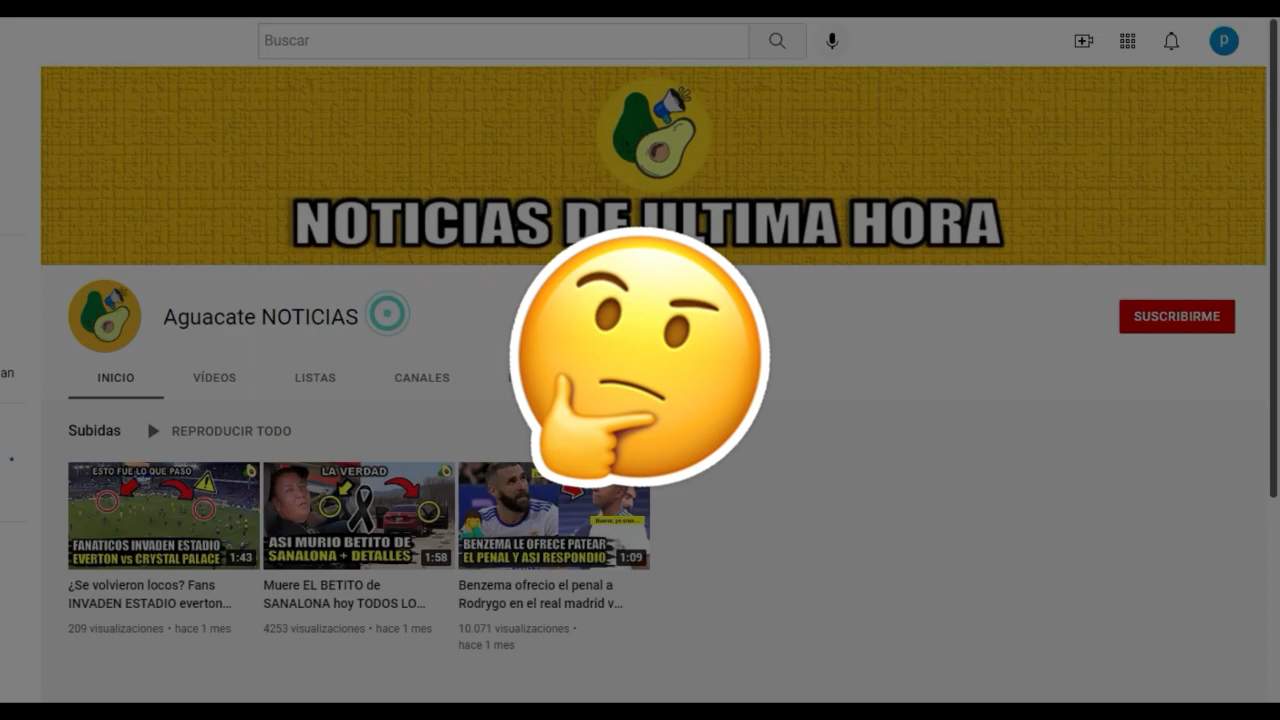 Buscar
P
NOTICIAS DE ULTIMA HORA
Aguacate NOTICIAS
SUSCRIBIRME
an
INICIO
VÍDEOS
LISTAS
CANALES
Subidas
REPRODUCIR TODO
ESTO FUE LO QUE PASO
FANATICOS INVADEN ESTADIO
EVERTON vs CRYSTAL PALACE
1:43
LA VERDAD
ASI MURIO BETITO DE
SANALONA + DETALLES
1:58
Bueno, yo creo...
BENZEMA LE OFRECE PATEAR
EL PENAL Y ASI RESPONDIO
1:09
¿Se volvieron locos? Fans
INVADEN ESTADIO everton...
209 visualizaciones • hace 1 mes
Muere EL BETITO de
SANALONA hoy TODOS LO...
4253 visualizaciones • hace 1 mes
Benzema ofrecio el penal a
Rodrygo en el real madrid v...
10.071 visualizaciones •
hace 1 mes